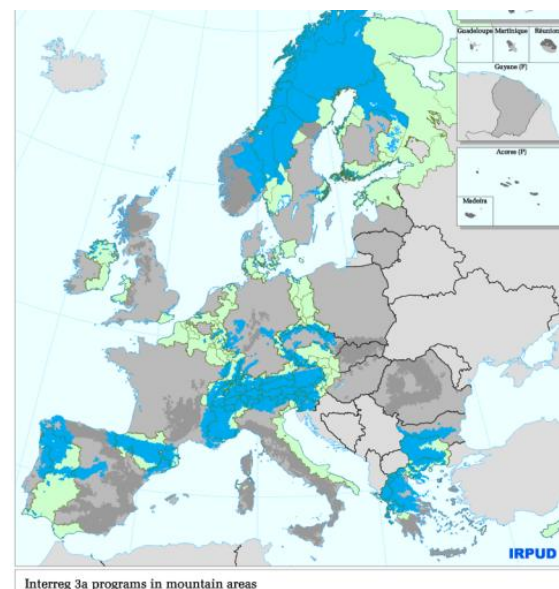 Guadeloupe Martinique Réunion
Guyane (F)
Acores (P)
Madeira
IRPUD
Interreg 3a programs in mountain areas